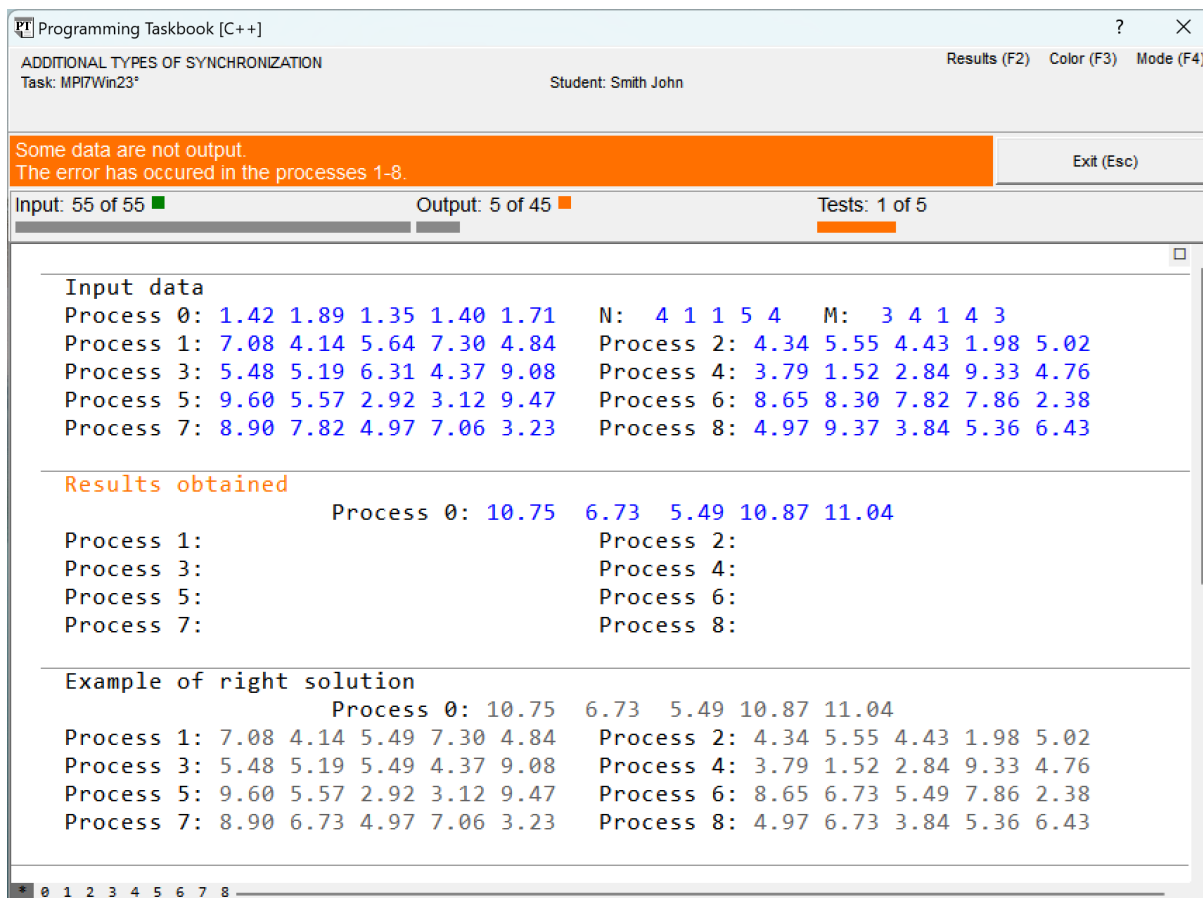 PT Programming Taskbook [C++] ? ×
ADDITIONAL TYPES OF SYNCHRONIZATION Results (F2) Color (F3) Mode (F4)
Task: MPI7Win23° Student: Smith John
Some data are not output.
The error has occured in the processes 1-8.
Exit (Esc)
Input: 55 of 55 Output: 5 of 45 Tests: 1 of 5
Input data
Process 0: 1.42 1.89 1.35 1.40 1.71 N: 4 1 1 5 4 M: 3 4 1 4 3
Process 1: 7.08 4.14 5.64 7.30 4.84 Process 2: 4.34 5.55 4.43 1.98 5.02
Process 3: 5.48 5.19 6.31 4.37 9.08 Process 4: 3.79 1.52 2.84 9.33 4.76
Process 5: 9.60 5.57 2.92 3.12 9.47 Process 6: 8.65 8.30 7.82 7.86 2.38
Process 7: 8.90 7.82 4.97 7.06 3.23 Process 8: 4.97 9.37 3.84 5.36 6.43
Results obtained
Process 0: 10.75 6.73 5.49 10.87 11.04
Process 1: Process 2:
Process 3: Process 4:
Process 5: Process 6:
Process 7: Process 8:
Example of right solution
Process 0: 10.75 6.73 5.49 10.87 11.04
Process 1: 7.08 4.14 5.49 7.30 4.84 Process 2: 4.34 5.55 4.43 1.98 5.02
Process 3: 5.48 5.19 5.49 4.37 9.08 Process 4: 3.79 1.52 2.84 9.33 4.76
Process 5: 9.60 5.57 2.92 3.12 9.47 Process 6: 8.65 6.73 5.49 7.86 2.38
Process 7: 8.90 6.73 4.97 7.06 3.23 Process 8: 4.97 6.73 3.84 5.36 6.43
* 0 1 2 3 4 5 6 7 8